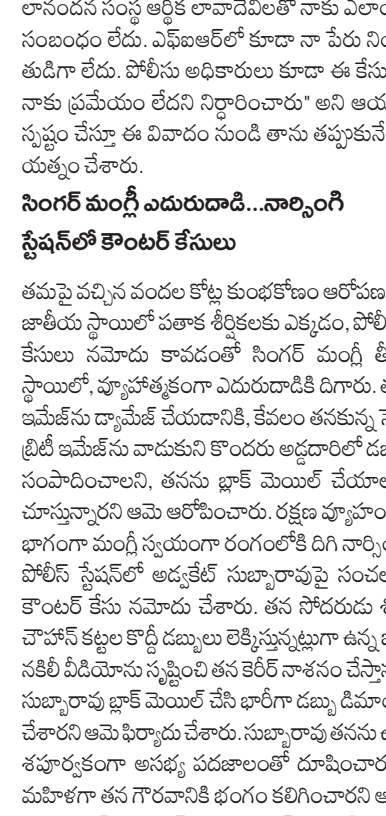 లానందన సంస్థ ఆర్థిక లావాదేవీలతో నాకు ఎలాం
సంబంధం లేదు. ఎఫ్ఐఆర్‌లో కూడా నా పేరు నిం
తుడిగా లేదు. పోలీసు అధికారులు కూడా ఈ కేసు
నాకు ప్రమేయం లేదని నిర్ధారించారు" అని ఆయ
స్పష్టం చేస్తూ ఈ వివాదం నుండి తాను తప్పుకునే
యత్నం చేశారు.
సింగర్ మంగ్లీ ఎదురుదాడి...నార్సింగి
స్టేషన్‌లో కౌంటర్ కేసులు
తమపై వచ్చిన వందల కోట్ల కుంభకోణం ఆరోపణ
జాతీయ స్థాయిలో పతాక శీర్షికలకు ఎక్కడం, పోలీ
కేసులు నమోదు కావడంతో సింగర్ మంగ్లీ తీ
స్థాయిలో, వ్యూహాత్మకంగా ఎదురుదాడికి దిగారు. త
ఇమేజ్‌ను డ్యామేజ్ చేయడానికి, కేవలం తనకున్న సె
బ్రిటీ ఇమేజ్‌ను వాడుకుని కొందరు అడ్డదారిలో డబ
సంపాదించాలని, తనను బ్లాక్ మెయిల్ చేయాల
చూస్తున్నారని ఆమె ఆరోపించారు. రక్షణ వ్యూహం
భాగంగా మంగ్లీ స్వయంగా రంగంలోకి దిగి నార్సిం
పోలీస్ స్టేషన్‌లో అడ్వకేట్ సుబ్బారావుపై సంచల
కౌంటర్ కేసు నమోదు చేశారు. తన సోదరుడు శ
చౌహాన్ కట్టల కొద్దీ డబ్బులు లెక్కిస్తున్నట్లుగా ఉన్న ఒ
నకిలీ వీడియోను సృష్టించి తన కెరీర్ నాశనం చేస్తాన
సుబ్బారావు బ్లాక్ మెయిల్ చేసి భారీగా డబ్బు డిమాం
చేశారని ఆమె ఫిర్యాదు చేశారు. సుబ్బారావు తనను ఉ
శపూర్వకంగా అసభ్య పదజాలంతో దూషించార
మహిళగా తన గౌరవానికి భంగం కలిగించారని ఆ